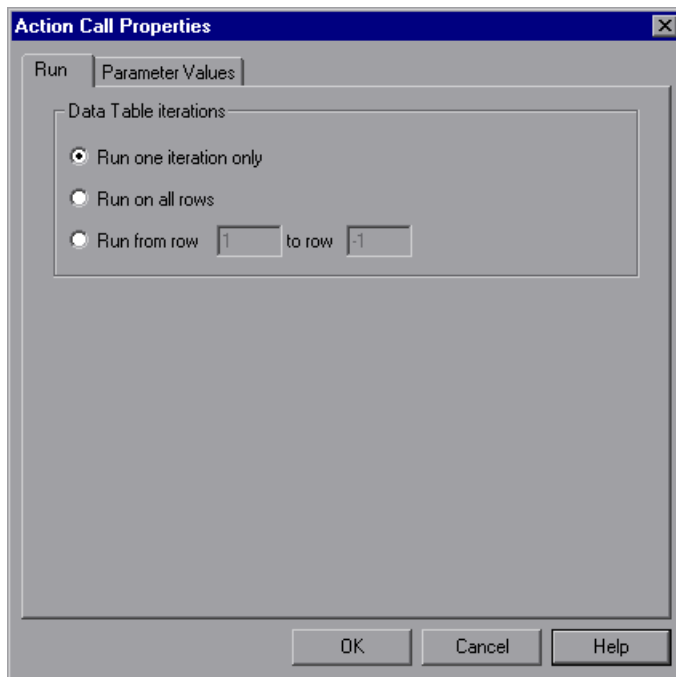 Action Call Properties
Run Parameter Values
Data Table iterations
Run one iteration only
Run on all rows
Run from row 1 to row -1
OK Cancel Help